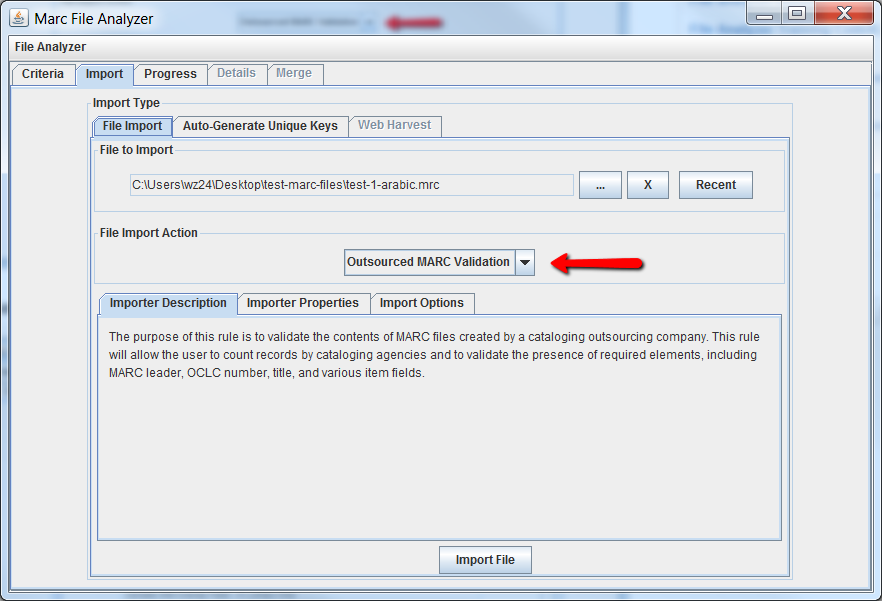 Marc File Analyzer
File Analyzer
Criteria Import Progress Details Merge
Import Type
File Import Auto-Generate Unique Keys Web Harvest
File to Import
C:\Users\wz24\Desktop\test-marc-files\test-1-arabic.mrc ... X Recent
File Import Action
Outsourced MARC Validation
Importer Description Importer Properties Import Options
The purpose of this rule is to validate the contents of MARC files created by a cataloging outsourcing company. This rule
will allow the user to count records by cataloging agencies and to validate the presence of required elements, including
MARC leader, OCLC number, title, and various item fields.
Import File